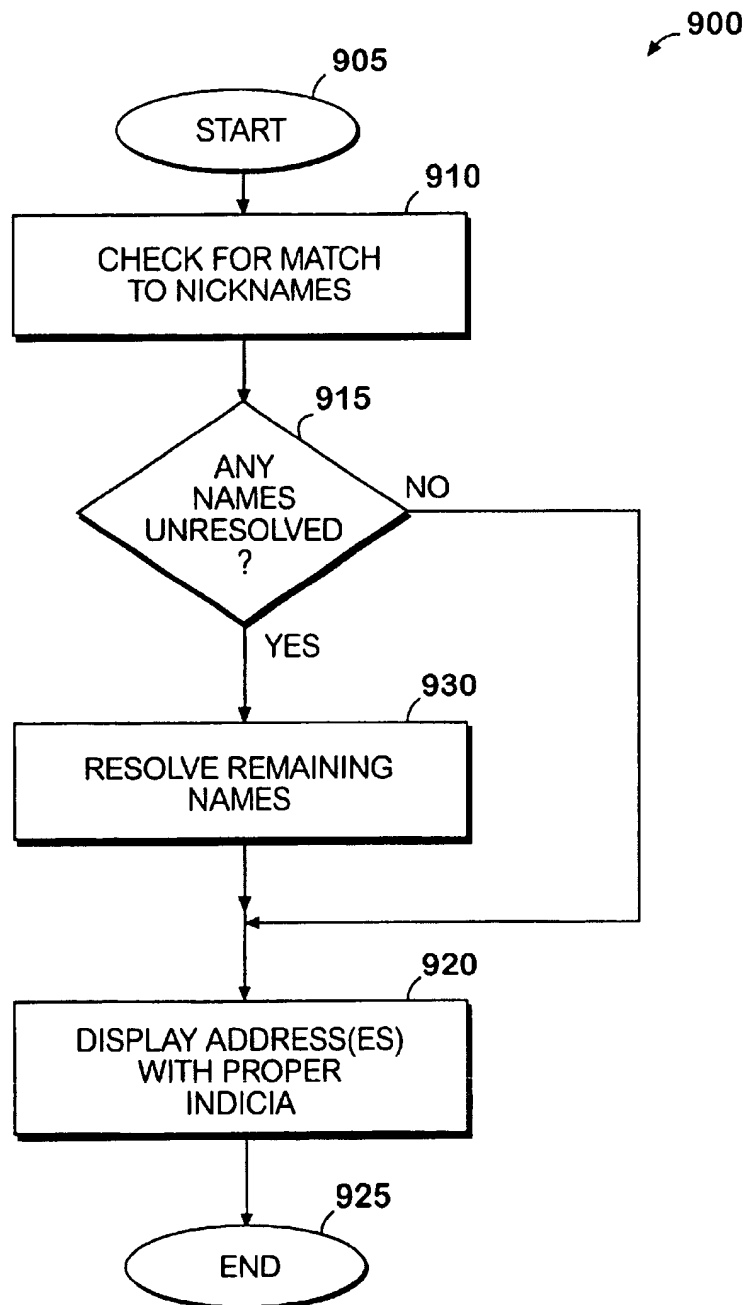 900
905
START
910
CHECK FOR MATCH
TO NICKNAMES
915
ANY
NAMES
UNRESOLVED
?
NO
YES
930
RESOLVE REMAINING
NAMES
920
DISPLAY ADDRESS(ES)
WITH PROPER
INDICIA
925
END